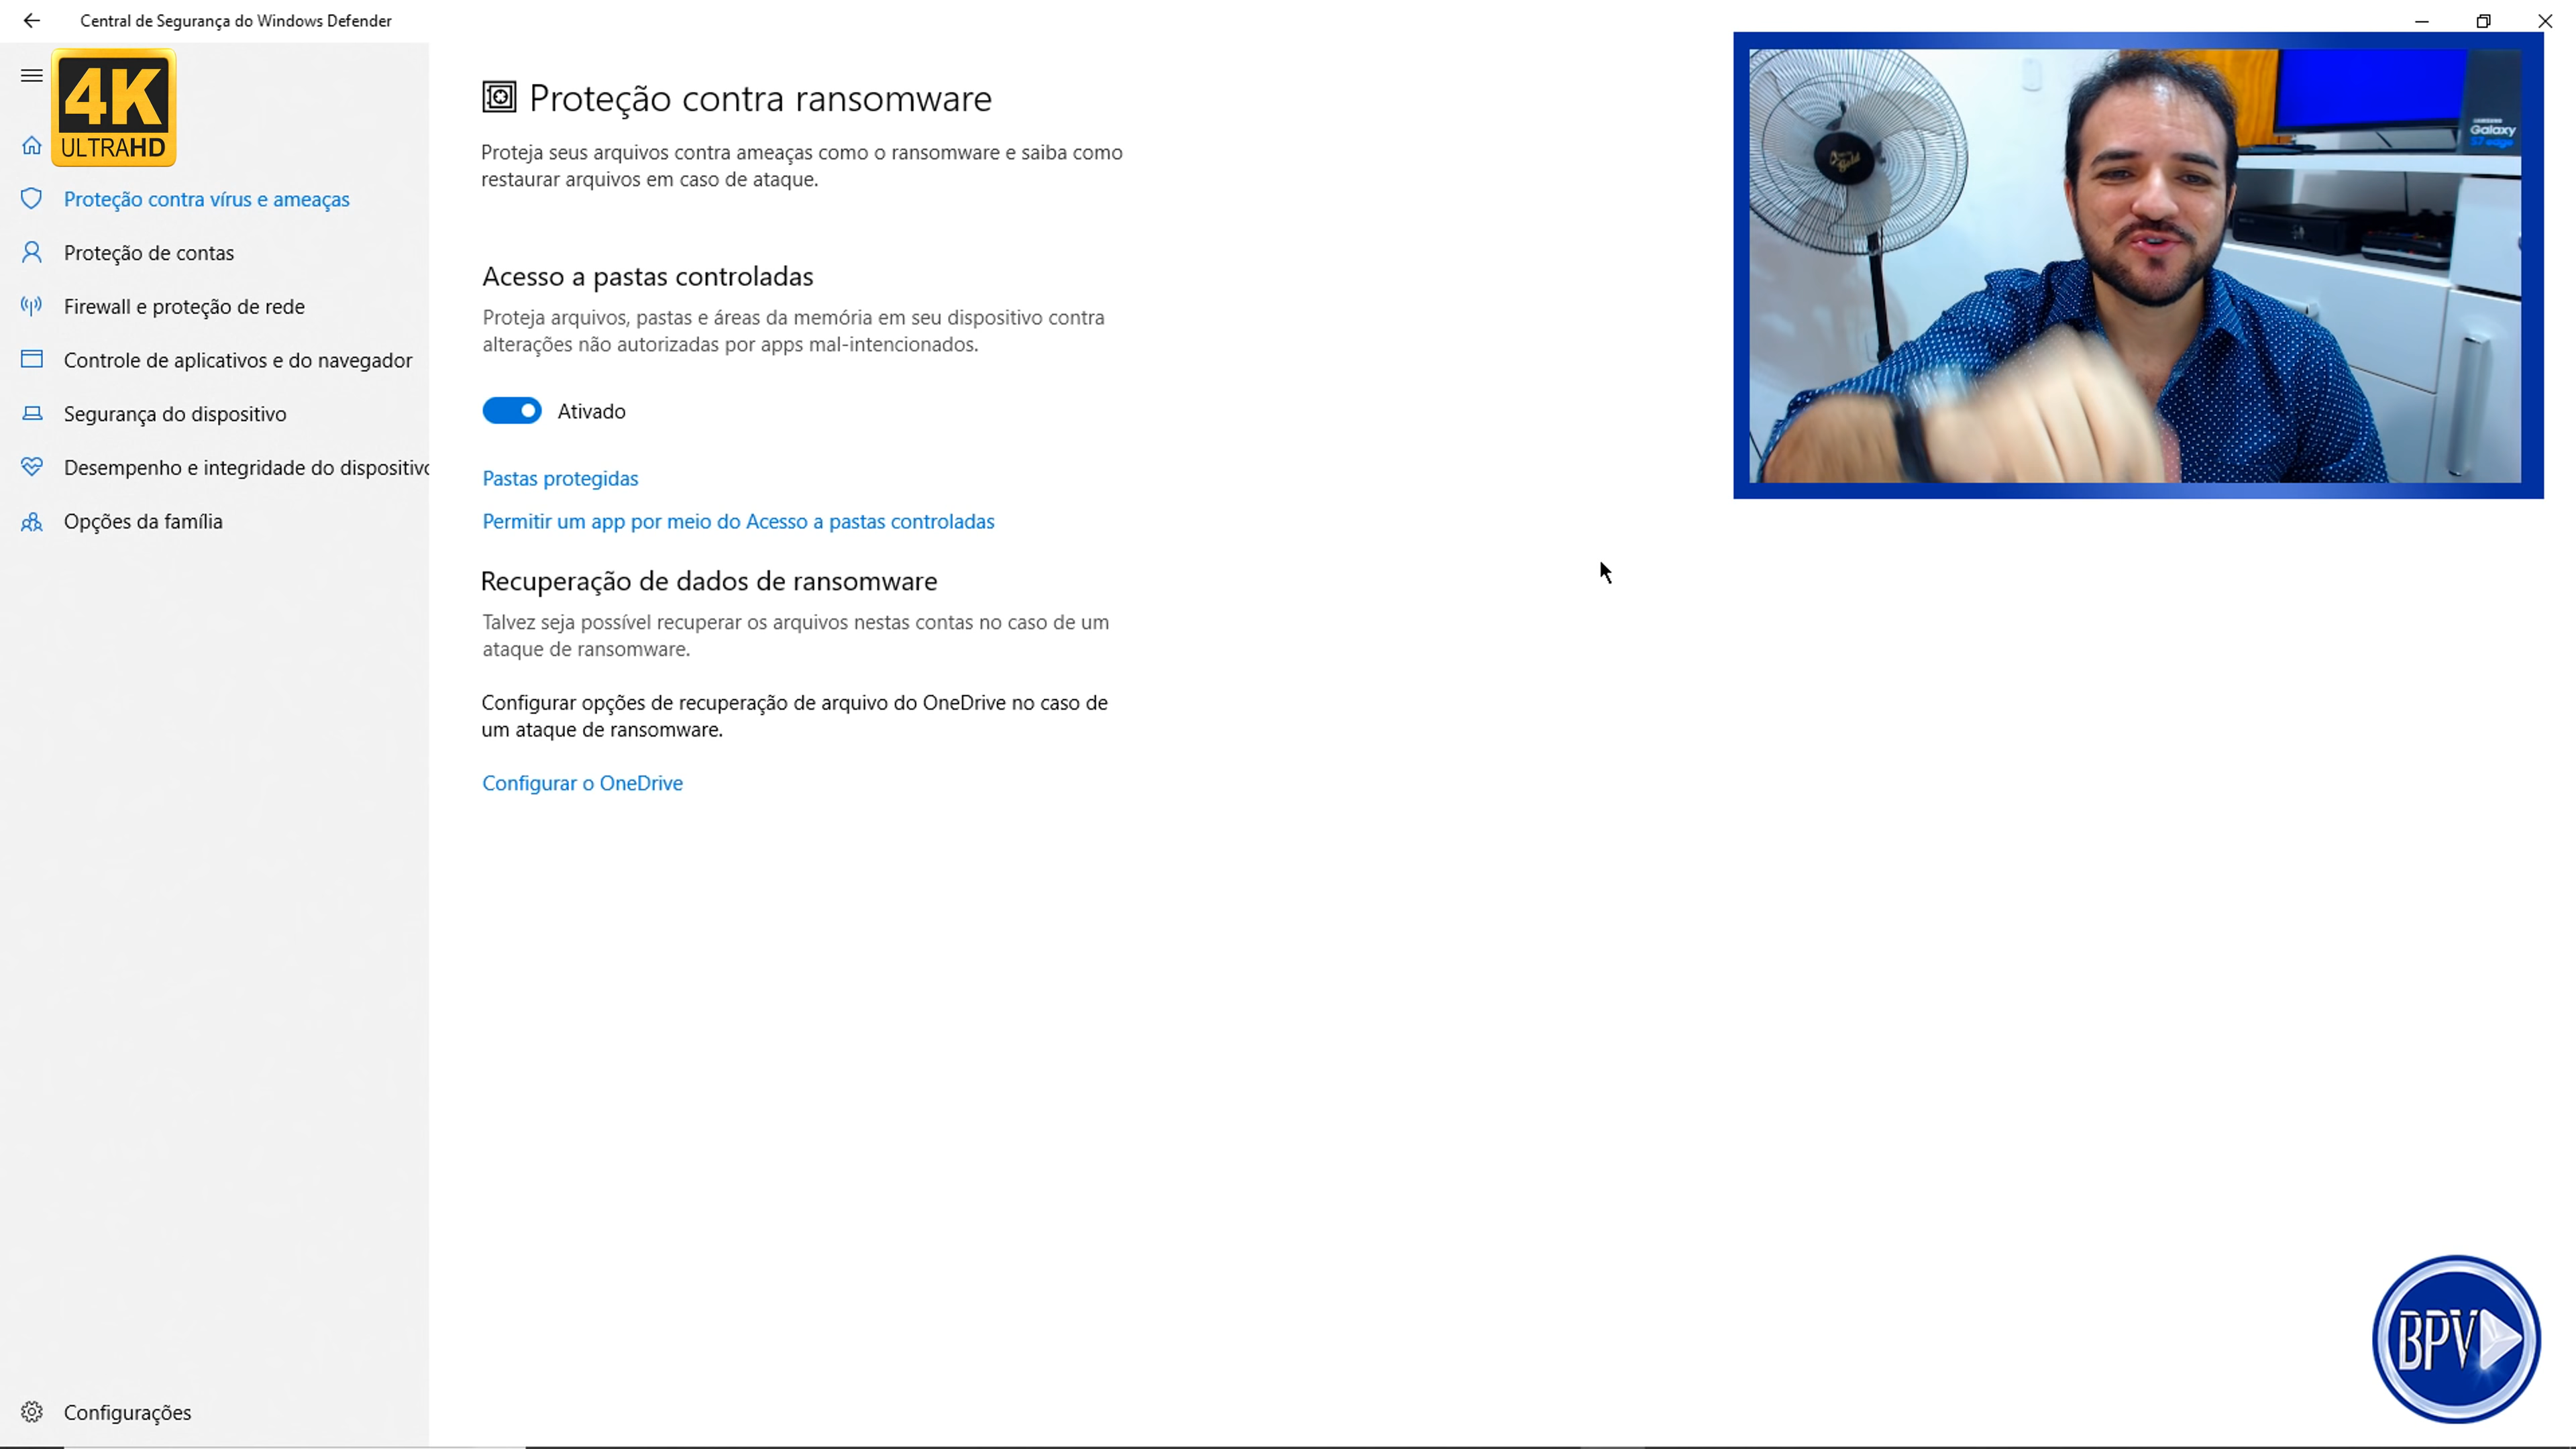 Central de Segurança do Windows Defender
4K
ULTRAHD
Proteção contra vírus e ameaças
Proteção de contas
Firewall e proteção de rede
Controle de aplicativos e do navegador
Segurança do dispositivo
Desempenho e integridade do dispositivo
Opções da família
Configurações
Proteção contra ransomware
Proteja seus arquivos contra ameaças como o ransomware e saiba como
restaurar arquivos em caso de ataque.
Acesso a pastas controladas
Proteja arquivos, pastas e áreas da memória em seu dispositivo contra
alterações não autorizadas por apps mal-intencionados.
Ativado
Pastas protegidas
Permitir um app por meio do Acesso a pastas controladas
Recuperação de dados de ransomware
Talvez seja possível recuperar os arquivos nestas contas no caso de um
ataque de ransomware.
Configurar opções de recuperação de arquivo do OneDrive no caso de
um ataque de ransomware.
Configurar o OneDrive
SAMSUNG
Galaxy
S7 edge
BPV